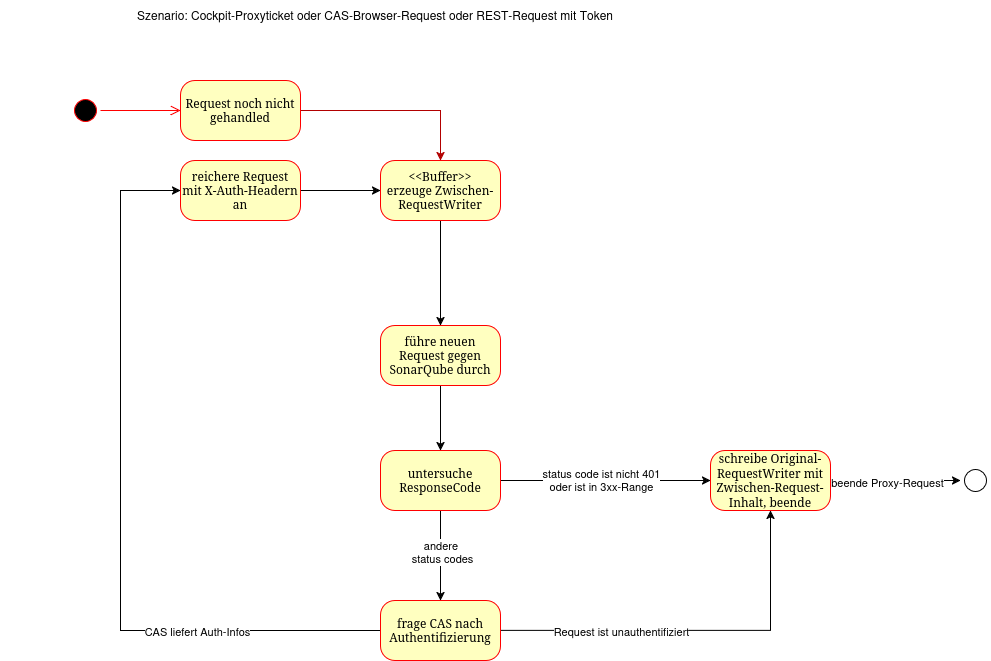 Szenario: Cockpit-Proxyticket oder CAS-Browser-Request oder REST-Request mit Token
Request noch nicht
gehandled
reichere Request
mit X-Auth-Headern
an
<<Buffer>>
erzeuge Zwischen-
RequestWriter
führe neuen
Request gegen
SonarQube durch
untersuche
ResponseCode
status code ist nicht 401
oder ist in 3xx-Range
schreibe Original-
RequestWriter mit
Zwischen-Request-
Inhalt, beende
beende Proxy-Request
andere
status codes
frage CAS nach
Authentifizierung
CAS liefert Auth-Infos
Request ist unauthentifiziert